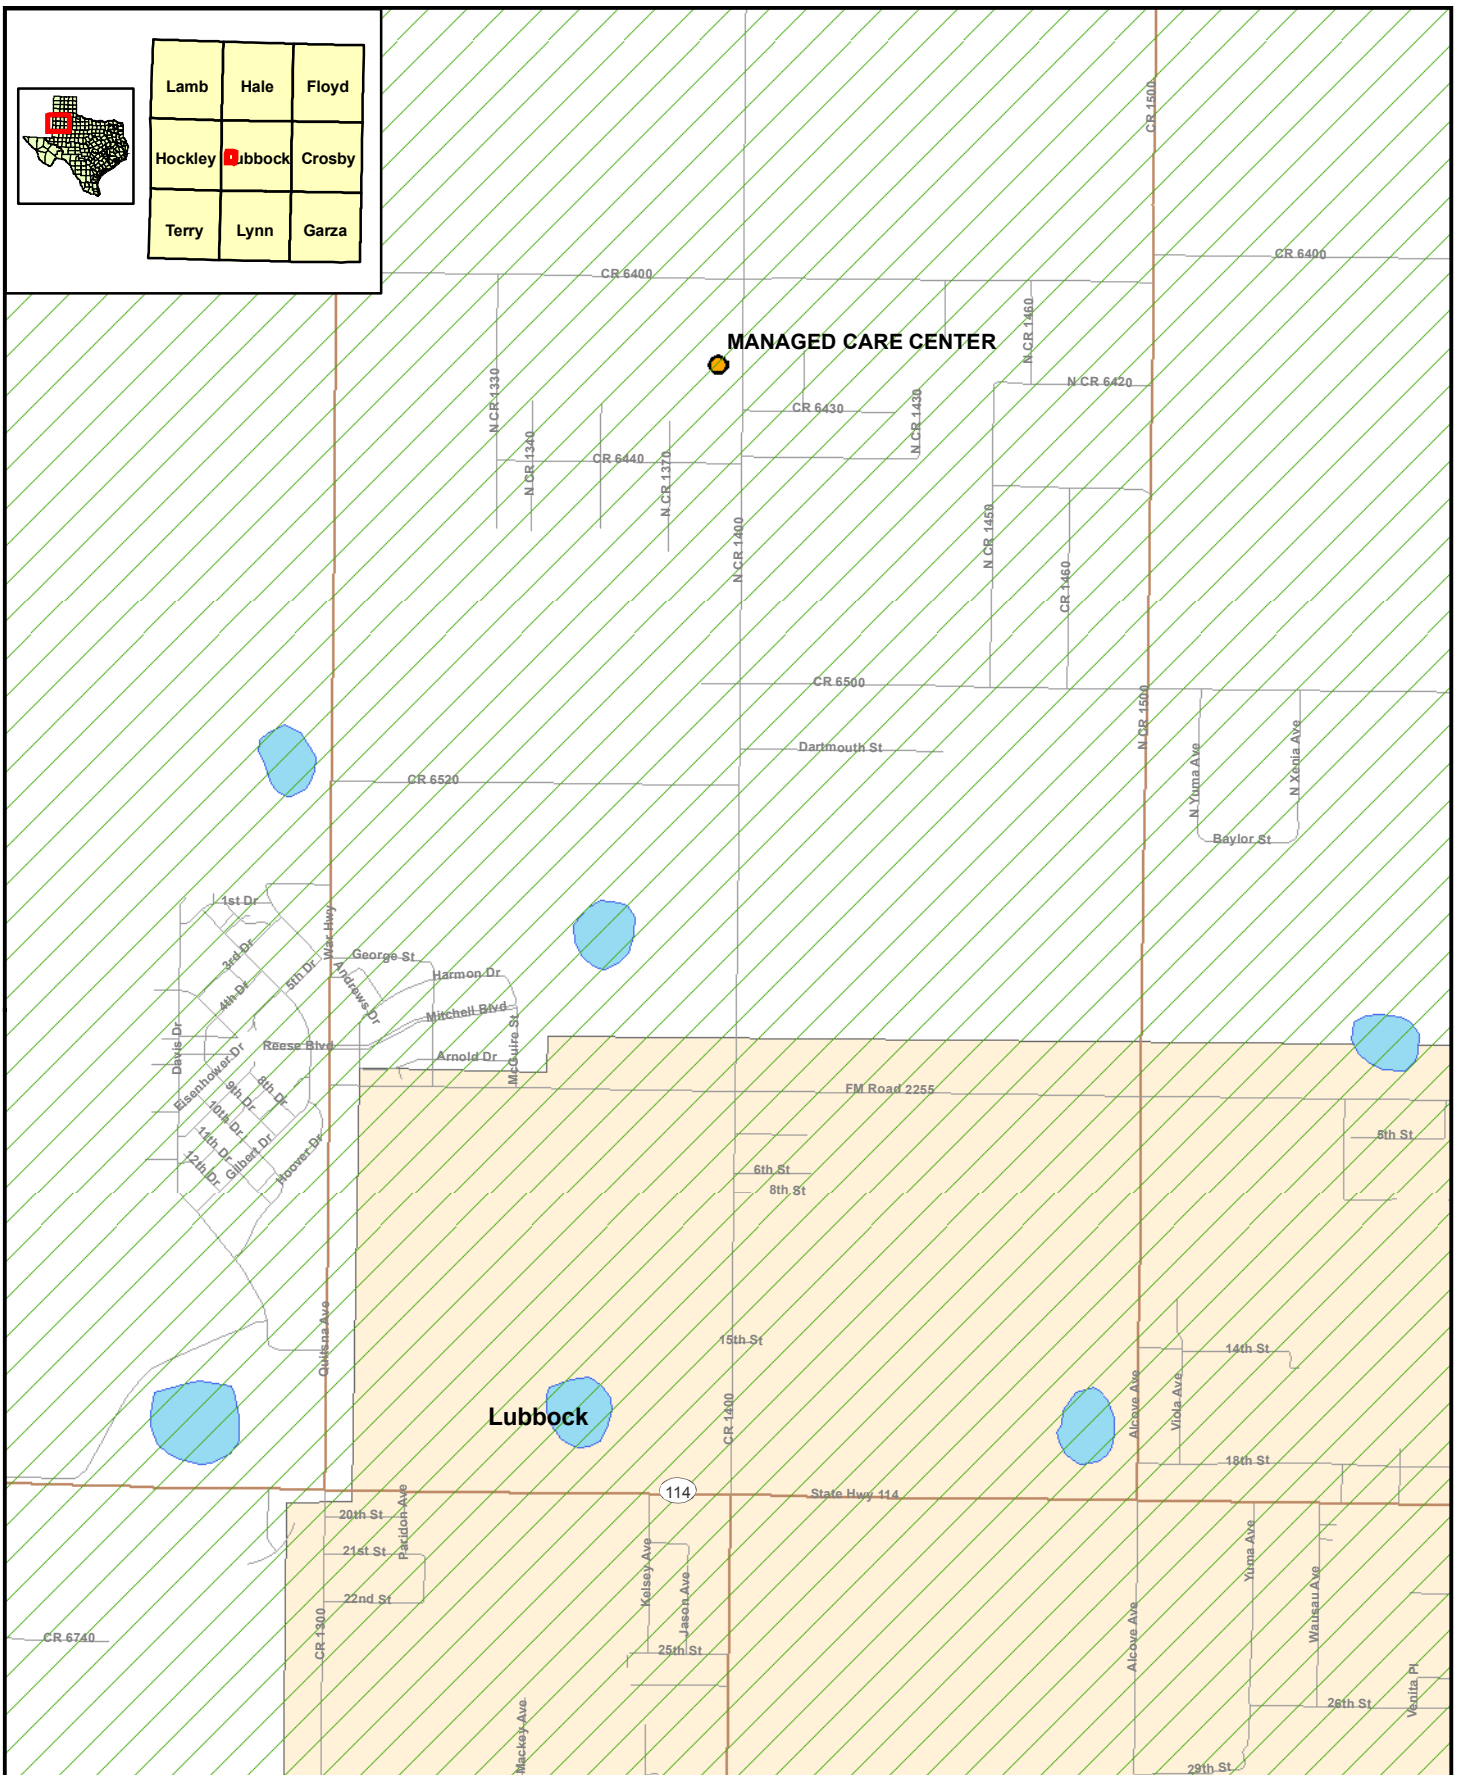 Lamb
Hale
Floyd
Hockley
ubbock
Crosby
Terry
Lynn
Garza
CR 1500
CR 6400
CR 6400
N CR 1460
MANAGED CARE CENTER
N CR 1330
N CR 6420
CR 6430
N CR 1430
N CR 1340
CR 6440
N CR 1370
N CR 1400
N CR 1450
CR 1460
CR 6500
N CR 1500
Dartmouth St
N Yuma Ave
N Xenia Ave
CR 6520
Baylor St
1st Dr
War Hwy
3rd Dr
George St
5th Dr
Andrews Dr
Harmon Dr
4th Dr
Mitchell Blvd
Davis Dr
Reese Blvd
McGuire St
Arnold Dr
Eisenhower Dr
8th Dr
9th Dr
FM Road 2255
10th Dr
11th Dr
Gilbert Dr
Hoover Dr
12th Dr
5th St
6th St
8th St
Quitsna Ave
15th St
14th St
Alcove Ave
Viola Ave
Lubbock
CR 1400
18th St
114
State Hwy 114
20th St
Paridon Ave
21st St
22nd St
Kelsey Ave
Jason Ave
Yuma Ave
Wausau Ave
CR 1300
CR 6740
25th St
Alcove Ave
Venita Pl
26th St
Mackey Ave
29th St